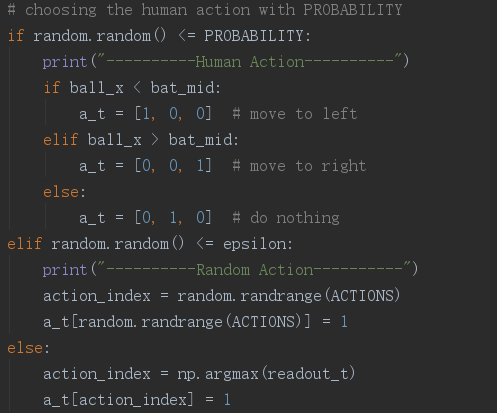 # choosing the human action with PROBABILITY
if random.random() <= PROBABILITY:
    print("----------Human Action----------")
    if ball_x < bat_mid:
        a_t = [1, 0, 0]  # move to left
    elif ball_x > bat_mid:
        a_t = [0, 0, 1]  # move to right
    else:
        a_t = [0, 1, 0]  # do nothing
elif random.random() <= epsilon:
    print("----------Random Action----------")
    action_index = random.randrange(ACTIONS)
    a_t[random.randrange(ACTIONS)] = 1
else:
    action_index = np.argmax(readout_t)
    a_t[action_index] = 1